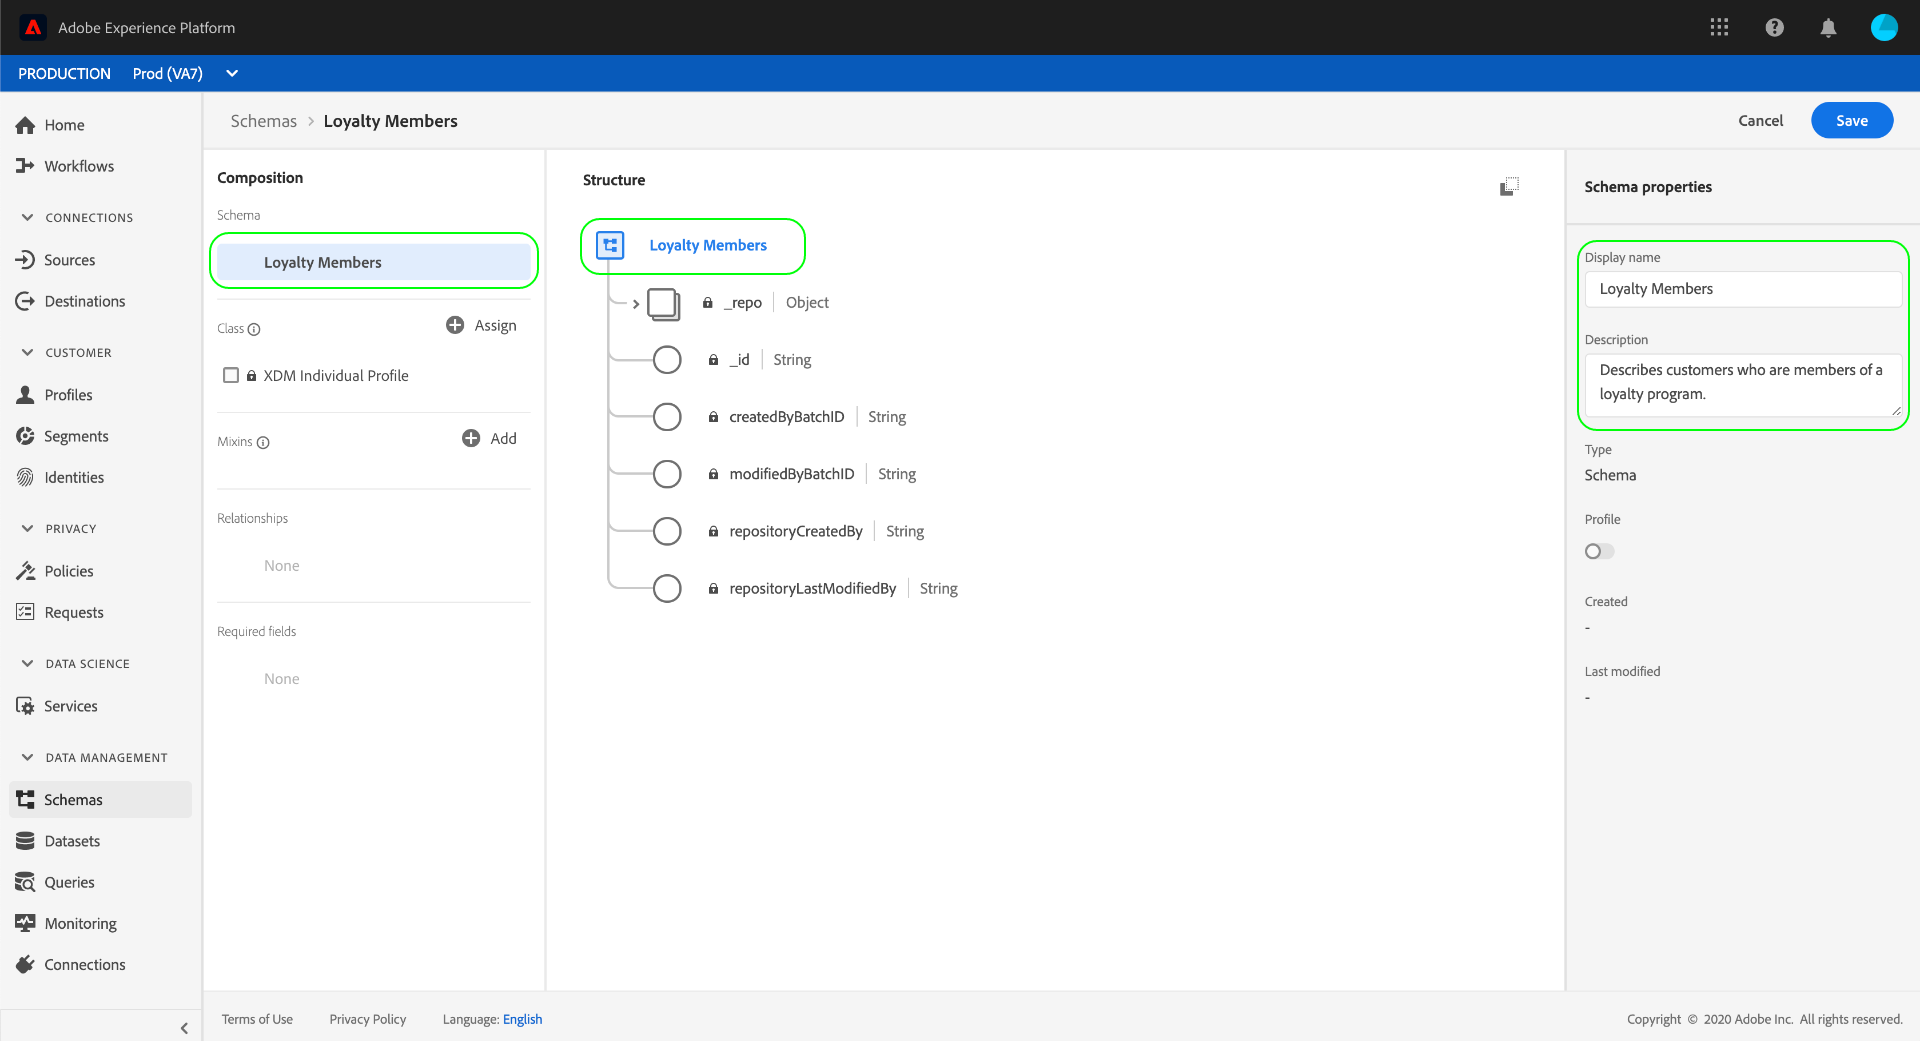 Adobe Experience Platform
PRODUCTION Prod (VA7)
Home
Workflows
CONNECTIONS
Sources
Destinations
CUSTOMER
Profiles
Segments
Identities
PRIVACY
Policies
Requests
DATA SCIENCE
Services
DATA MANAGEMENT
Schemas
Datasets
Queries
Monitoring
Connections
Schemas > Loyalty Members
Cancel
Save
Composition
Schema
Loyalty Members
Class
Assign
XDM Individual Profile
Mixins
Add
Relationships
None
Required fields
None
Structure
Loyalty Members
_repo | Object
_id | String
createdByBatchID | String
modifiedByBatchID | String
repositoryCreatedBy | String
repositoryLastModifiedBy | String
Schema properties
Display name
Loyalty Members
Description
Describes customers who are members of a
loyalty program.
Type
Schema
Profile
Created
-
Last modified
-
Terms of Use Privacy Policy Language: English
Copyright © 2020 Adobe Inc. All rights reserved.